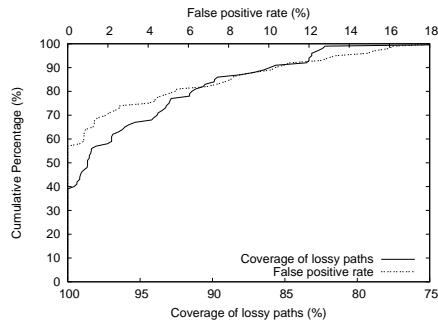 False positive rate (%)
0 2 4 6 8 10 12 14 16 18
100
90
80
70
60
50
40
30
20
10
0
Cumulative Percentage (%)
Coverage of lossy paths
False positive rate
100 95 90 85 80 75
Coverage of lossy paths (%)